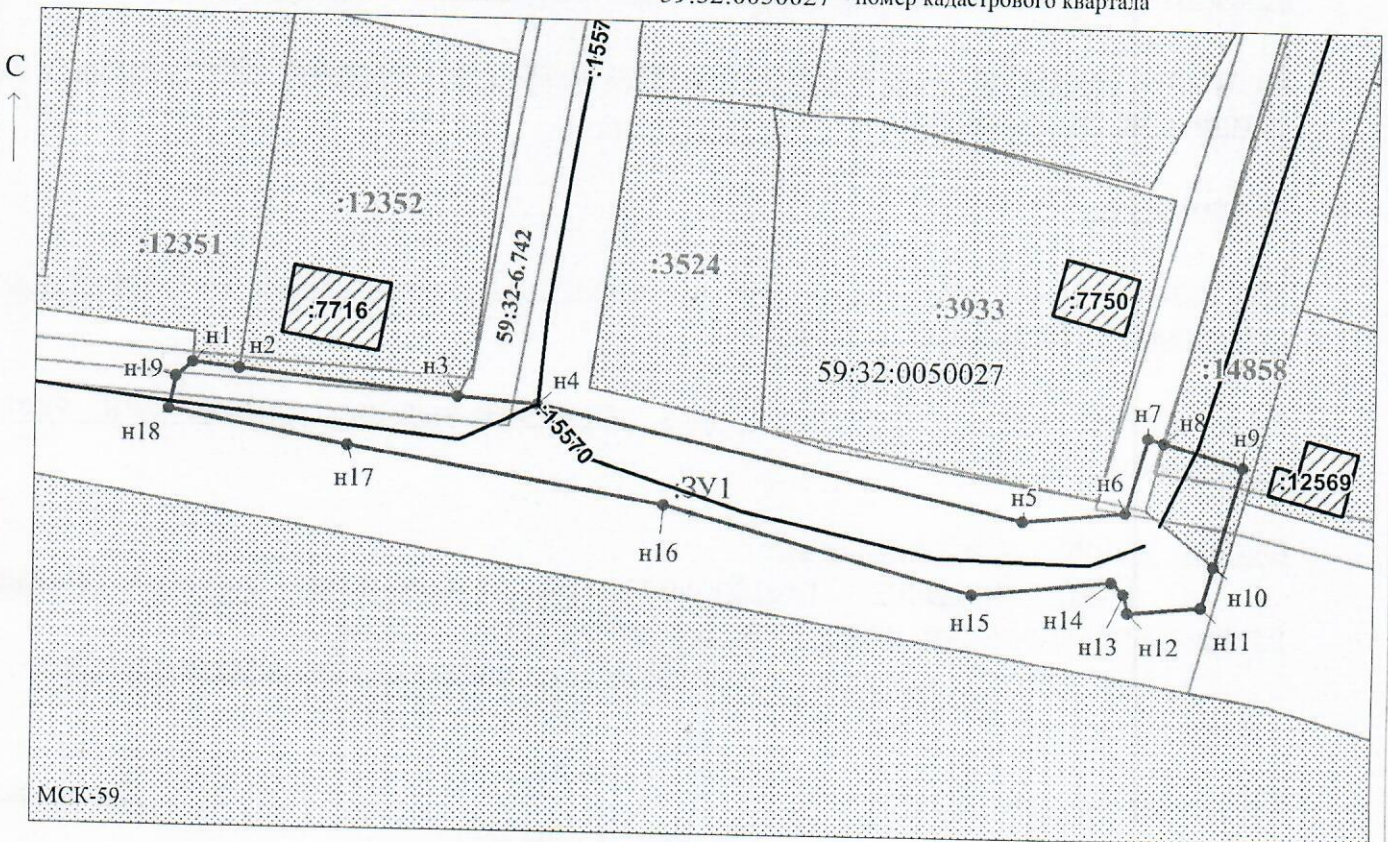 59:32:0050027 - номер кадастрового квартала
С
:1557
:12352
:12351
59:32-6.742
:3524
:7716
:3933
:7750
н1
н2
н19
н3
59:32:0050027
:14858
н4
н18
:15570
н7
н8
н9
н17
:ЗУ1
н5
н6
:12569
н16
н10
н15
н14
н13
н12
н11
МСК-59